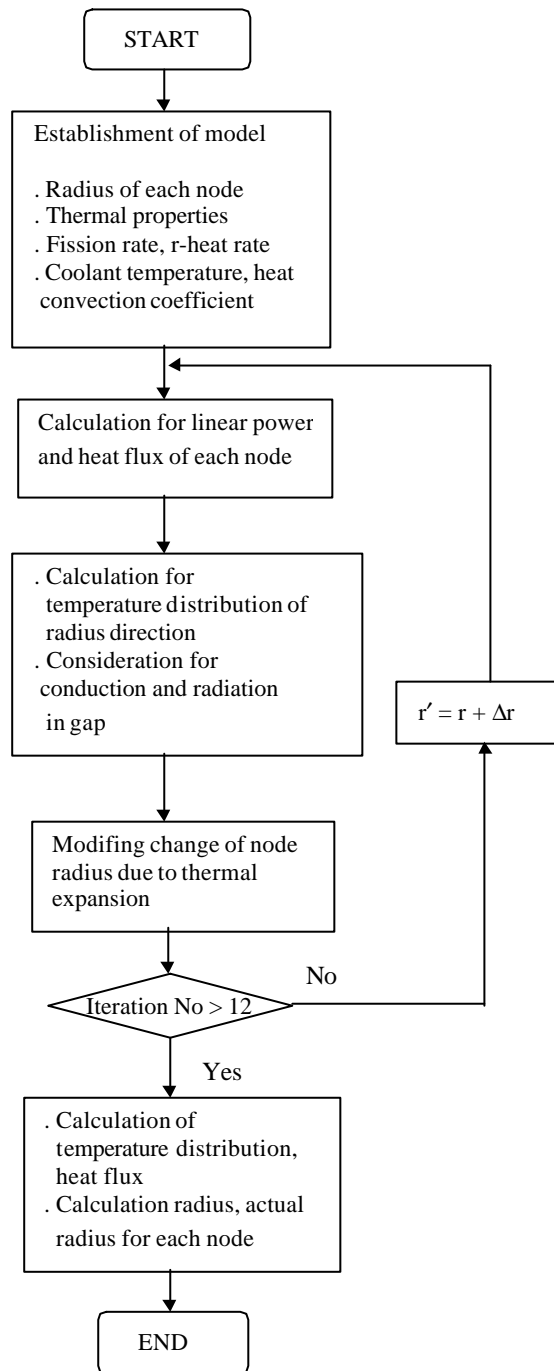 START
Establishment of model
. Radius of each node
. Thermal properties
. Fission rate, r-heat rate
. Coolant temperature, heat
convection coefficient
Calculation for linear power
and heat flux of each node
. Calculation for
temperature distribution of
radius direction
. Consideration for
conduction and radiation
in gap
r′ = r + Δr
Modifing change of node
radius due to thermal
expansion
No
Iteration No > 12
Yes
. Calculation of
temperature distribution,
heat flux
. Calculation radius, actual
radius for each node
END